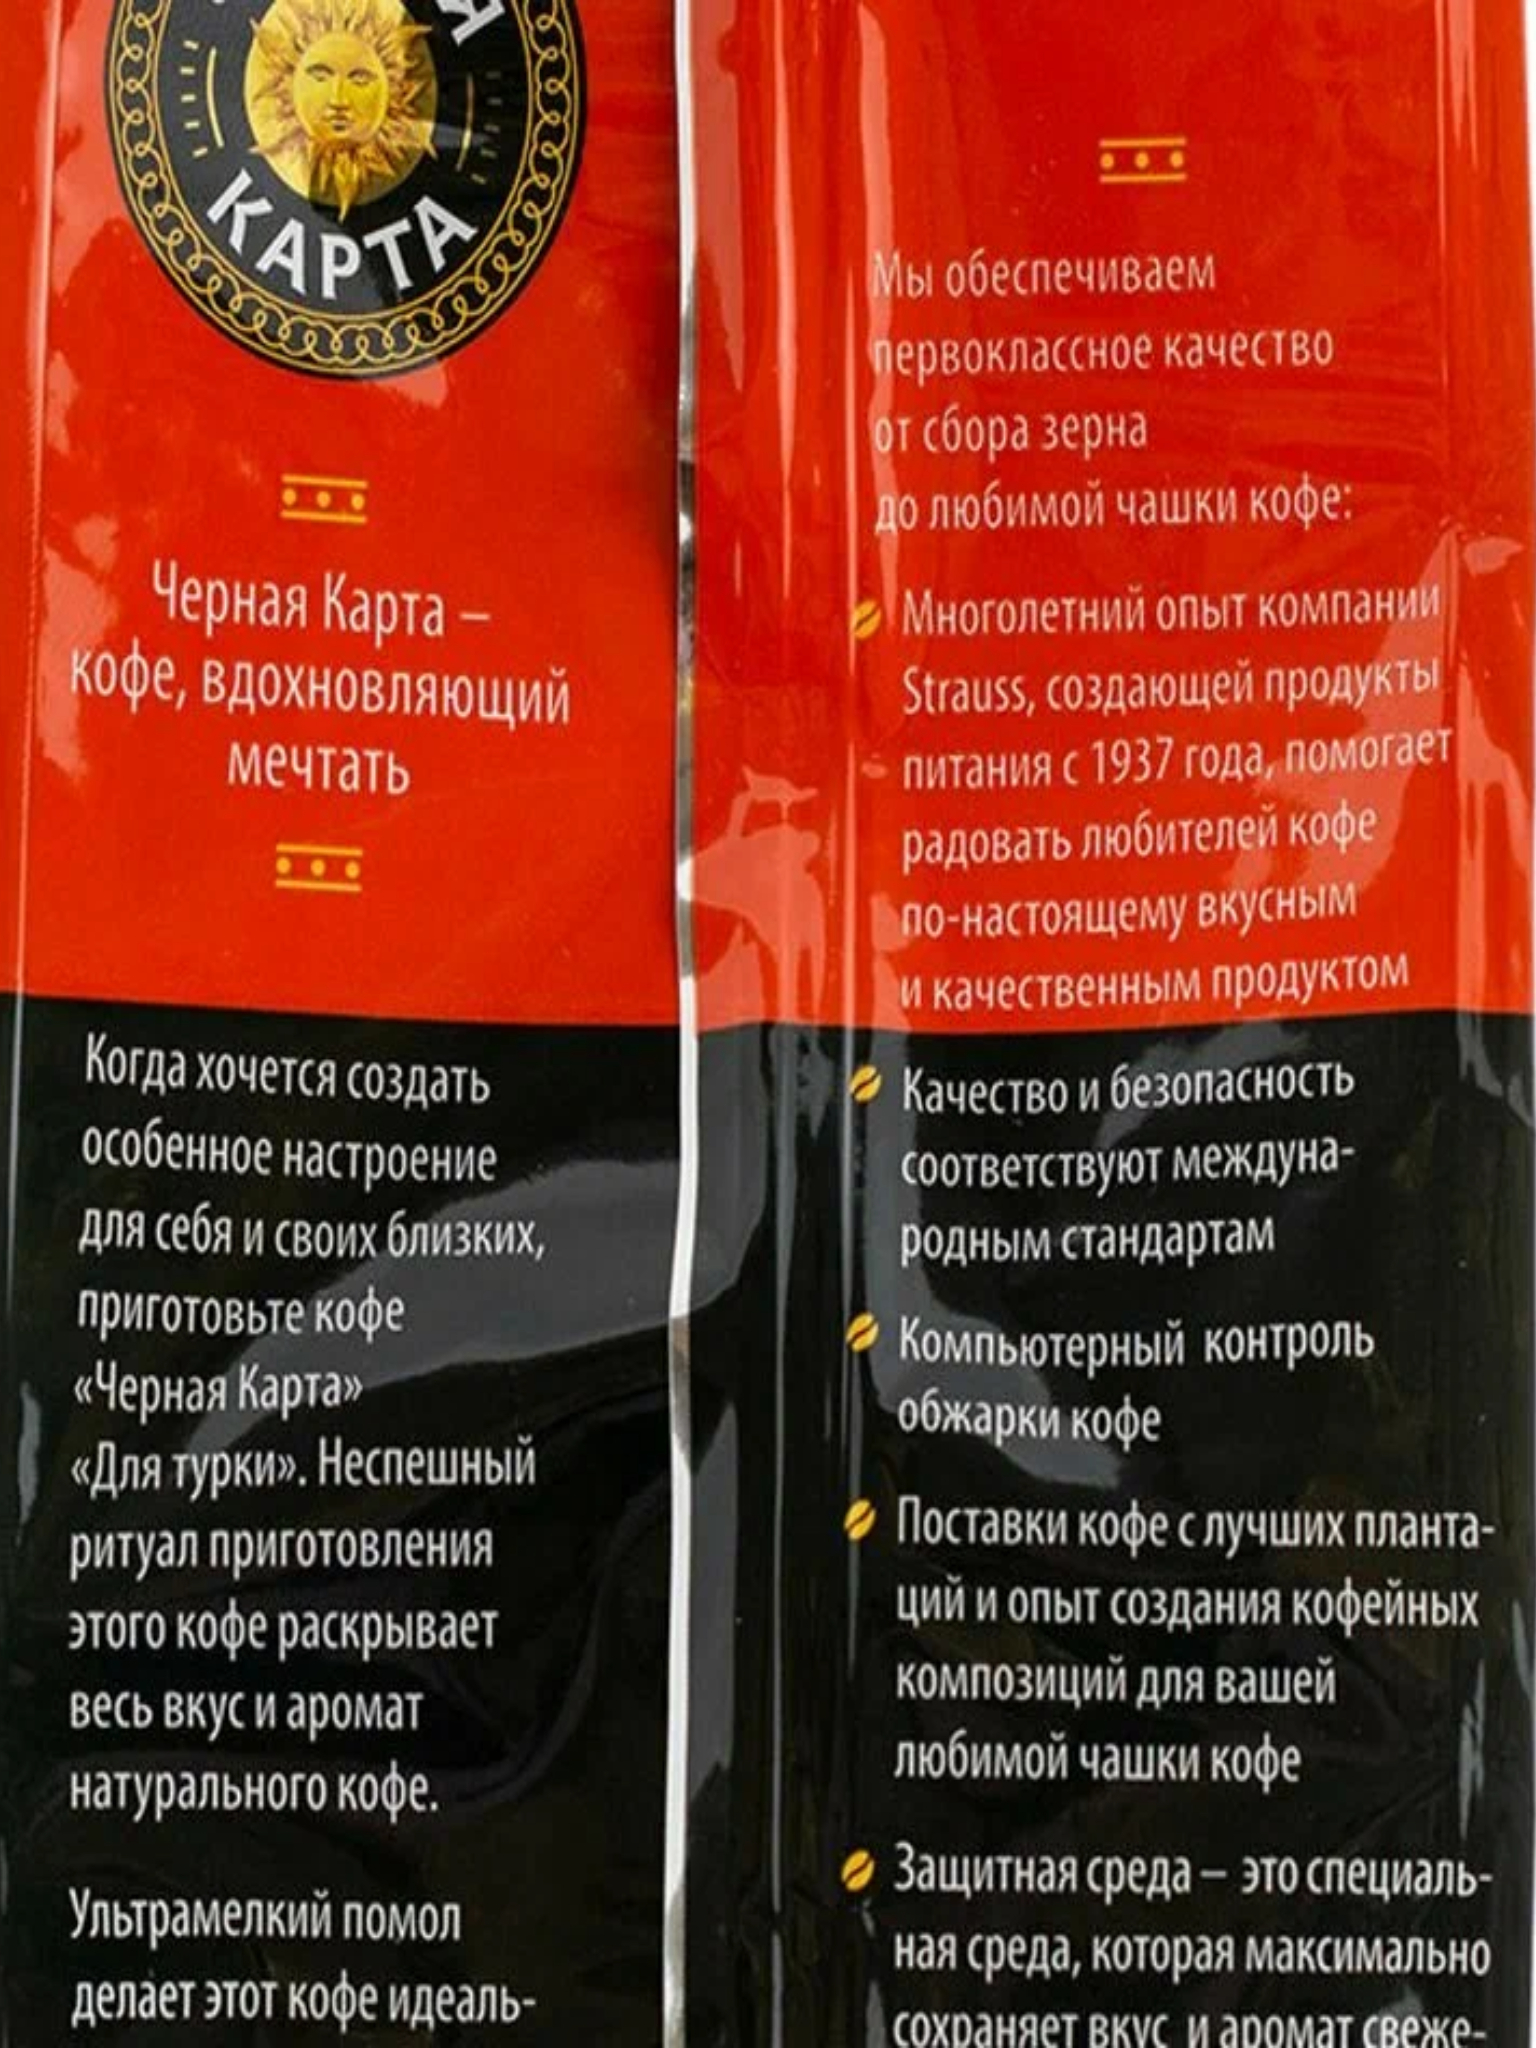 КАРТА
Черная Карта –
кофе, вдохновляющий
мечтать
Когда хочется создать
особенное настроение
для себя и своих близких,
приготовьте кофе
«Черная Карта»
«Для турки». Неспешный
ритуал приготовления
этого кофе раскрывает
весь вкус и аромат
натурального кофе.
Ультрамелкий помол
делает этот кофе идеаль-
Мы обеспечиваем
первоклассное качество
от сбора зерна
до любимой чашки кофе:
Многолетний опыт компании
Strauss, создающей продукты
питания с 1937 года, помогает
радовать любителей кофе
по-настоящему вкусным
и качественным продуктом
Качество и безопасность
соответствуют междуна-
родным стандартам
Компьютерный контроль
обжарки кофе
Поставки кофе с лучших планта-
ций и опыт создания кофейных
композиций для вашей
любимой чашки кофе
Защитная среда – это специаль-
ная среда, которая максимально
сохраняет вкус и аромат свеже-